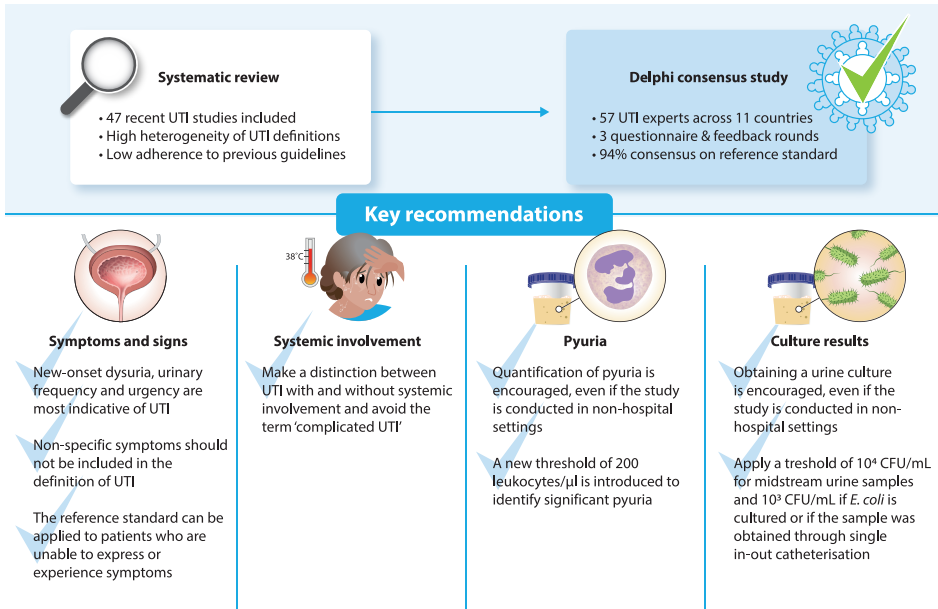 Systematic review
• 47 recent UTI studies included
• High heterogeneity of UTI definitions
• Low adherence to previous guidelines
Delphi consensus study
• 57 UTI experts across 11 countries
• 3 questionnaire & feedback rounds
• 94% consensus on reference standard
Key recommendations
Symptoms and signs
New-onset dysuria, urinary
frequency and urgency are
most indicative of UTI
Non-specific symptoms should
not be included in the
definition of UTI
The reference standard can be
applied to patients who are
unable to express or
experience symptoms
38°C
Systemic involvement
Make a distinction between
UTI with and without systemic
involvement and avoid the
term ‘complicated UTI’
Pyuria
Quantification of pyuria is
encouraged, even if the study
is conducted in non-hospital
settings
A new threshold of 200
leukocytes/µl is introduced to
identify significant pyuria
Culture results
Obtaining a urine culture
is encouraged, even if the
study is conducted in non-
hospital settings
Apply a treshold of 10⁴ CFU/mL
for midstream urine samples
and 10³ CFU/mL if E. coli is
cultured or if the sample was
obtained through single
in-out catheterisation